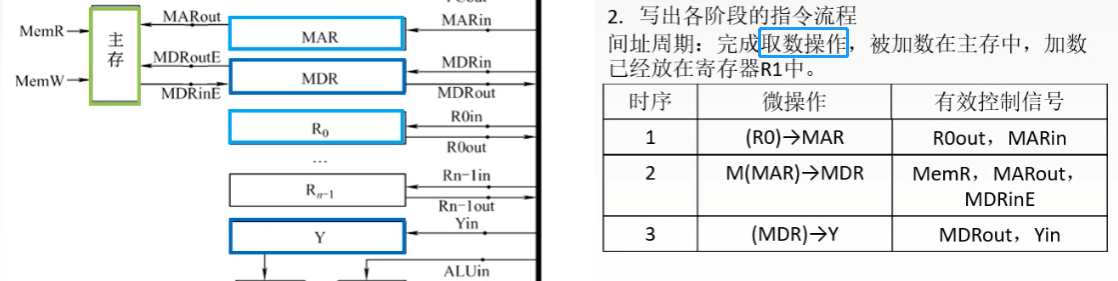 PCout
MARout
MARin
MemR
主存
MAR
MDRoutE
MDRin
MemW
MDR
MDRinE
MDRout
R0in
R₀
R0out
...
Rn-1in
Rₙ₋₁
Rn-1out
Yin
Y
ALUin
2. 写出各阶段的指令流程
间址周期：完成取数操作，被加数在主存中，加数
已经放在寄存器R1中。
时序 微操作 有效控制信号
1 (R0)→MAR R0out，MARin
2 M(MAR)→MDR MemR，MARout，
MDRinE
3 (MDR)→Y MDRout，Yin